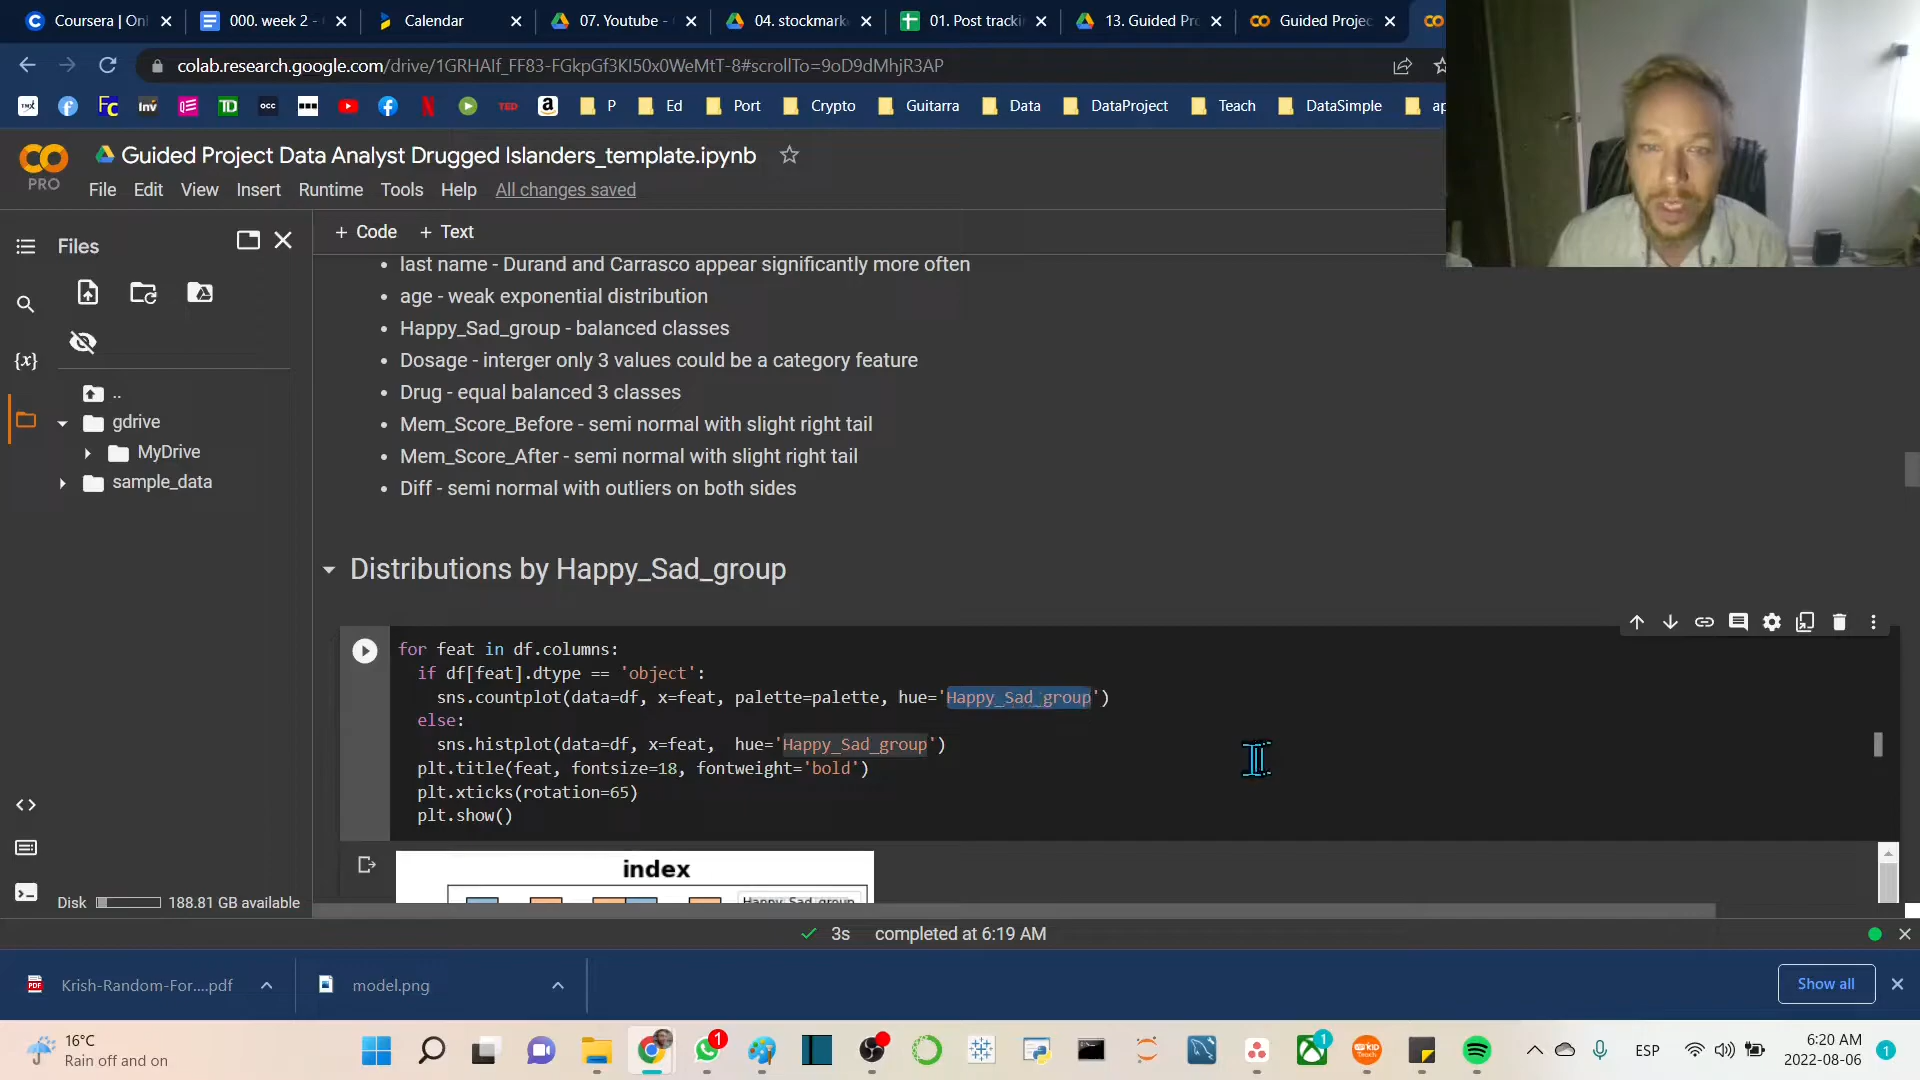 Coursera | Onl
000. week 2 -
Calendar
07. Youtube -
04. stockmark
01. Post tracki
13. Guided Pr
Guided Projec
colab.research.google.com/drive/1GRHAIf_FF83-FGkpGf3KI50x0WeMtT-8#scrollTo=9oD9dMhjR3AP
P
Ed
Port
Crypto
Guitarra
Data
DataProject
Teach
DataSimple
ap
PRO
Guided Project Data Analyst Drugged Islanders_template.ipynb
File Edit View Insert Runtime Tools Help All changes saved
Files
+ Code + Text
..
gdrive
MyDrive
sample_data
Disk 188.81 GB available
last name - Durand and Carrasco appear significantly more often
age - weak exponential distribution
Happy_Sad_group - balanced classes
Dosage - interger only 3 values could be a category feature
Drug - equal balanced 3 classes
Mem_Score_Before - semi normal with slight right tail
Mem_Score_After - semi normal with slight right tail
Diff - semi normal with outliers on both sides
Distributions by Happy_Sad_group
for feat in df.columns:
if df[feat].dtype == 'object':
sns.countplot(data=df, x=feat, palette=palette, hue='Happy_Sad_group')
else:
sns.histplot(data=df, x=feat,  hue='Happy_Sad_group')
plt.title(feat, fontsize=18, fontweight='bold')
plt.xticks(rotation=65)
plt.show()
index
Happy_Sad_group
3s completed at 6:19 AM
Krish-Random-For....pdf
model.png
Show all
16°C
Rain off and on
ESP
6:20 AM
2022-08-06